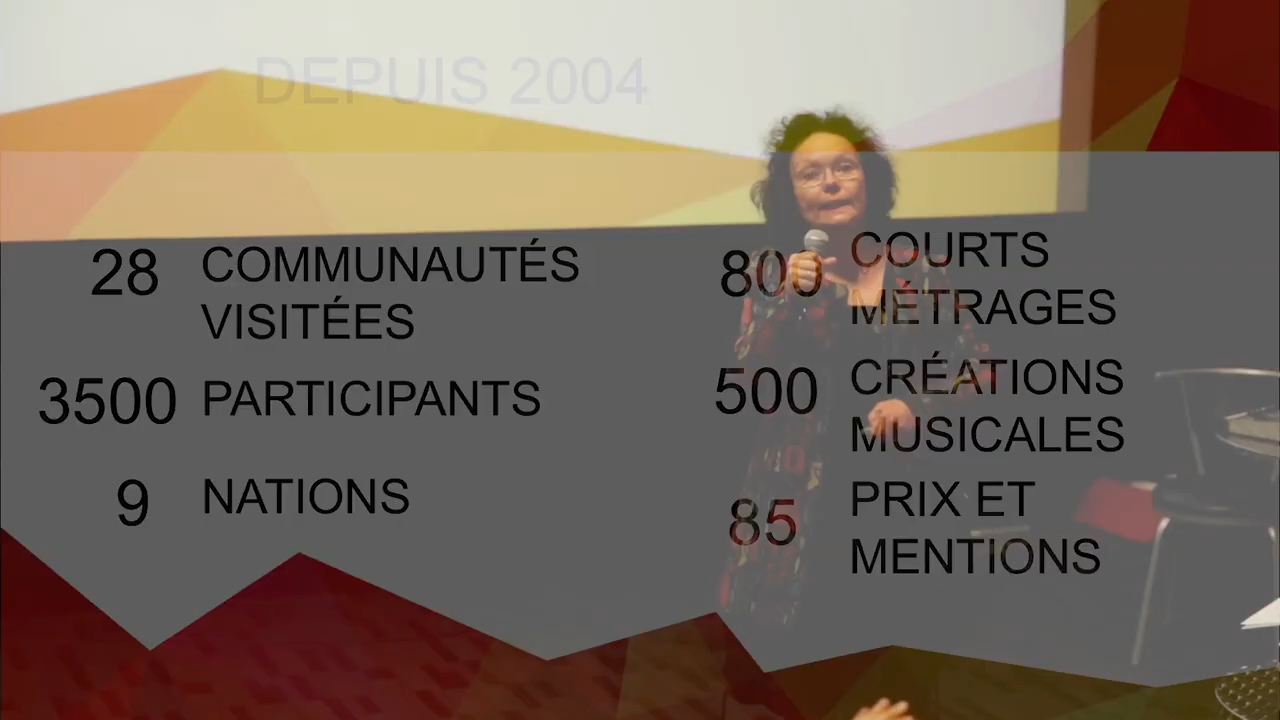 DEPUIS 2004
28 COMMUNAUTÉS
VISITÉES
3500 PARTICIPANTS
9 NATIONS
800 COURTS
MÉTRAGES
500 CRÉATIONS
MUSICALES
85 PRIX ET
MENTIONS